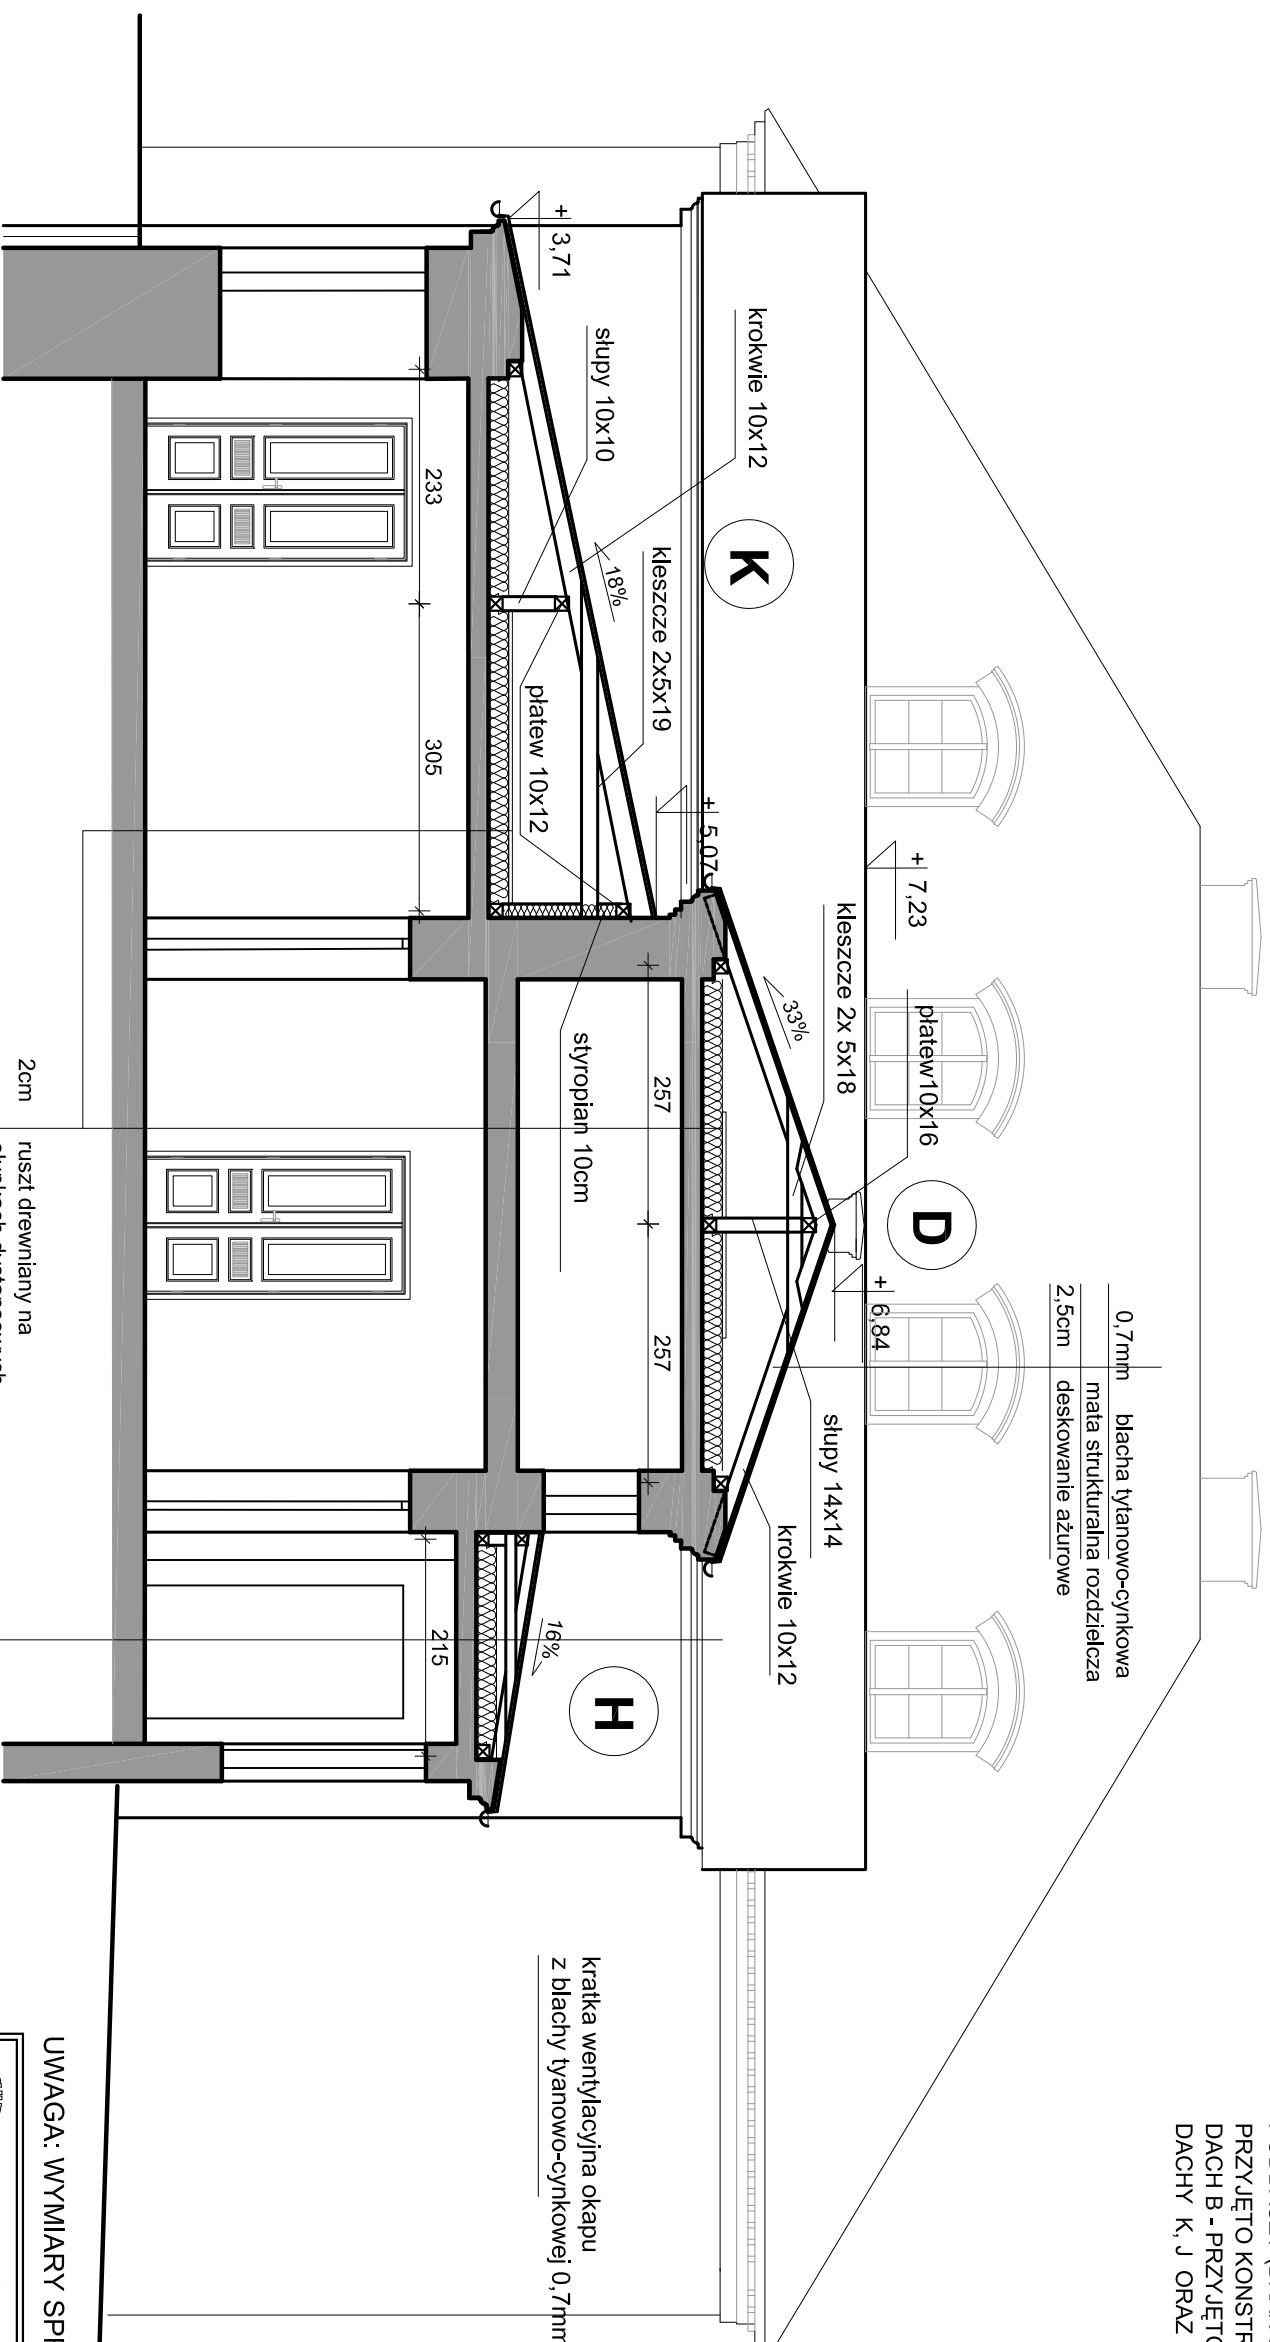 PRZYJĘTO KONSTR
DACH B - PRZYJĘTO
DACHY K, J ORAZ
0,7mm blacha tytanowo-cynkowa
mata strukturalna rozdzielcza
2,5cm deskowanie ażurowe
D
płatew10x16
+ 7,23
+ 6,84
kleszcze 2x 5x18
słupy 14x14
33%
krokwie 10x12
K
krokwie 10x12
+ 5,07
kleszcze 2x5x19
257
257
18%
słupy 10x10
H
+ 3,71
płatew 10x12
styropian 10cm
16%
kratka wentylacyjna okapu
z blachy tyanowo-cynkowej 0,7mm
233
305
215
2cm ruszt drewniany na
UWAGA: WYMIARY